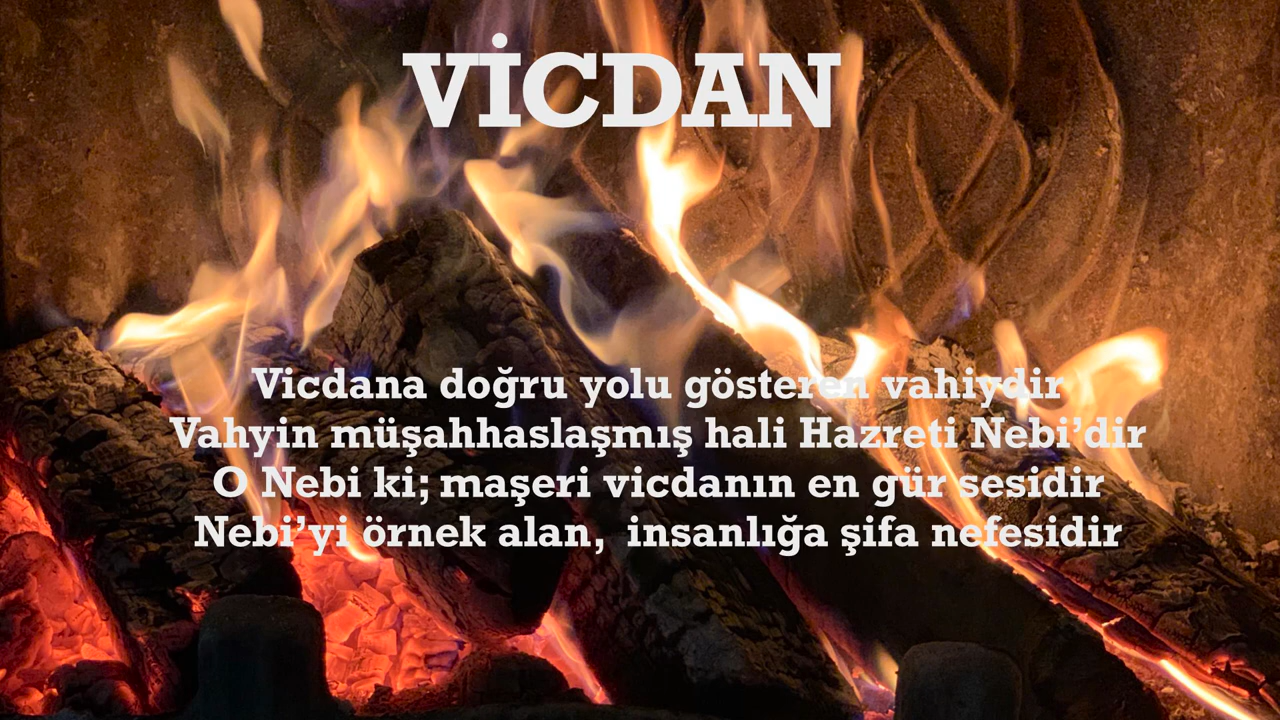 VİCDAN
Vicdana doğru yolu gösteren vahiydir
Vahyin müşahhaslaşmış hali Hazreti Nebi’dir
O Nebi ki; maşeri vicdanın en gür sesidir
Nebi’yi örnek alan, insanlığa şifa nefesidir